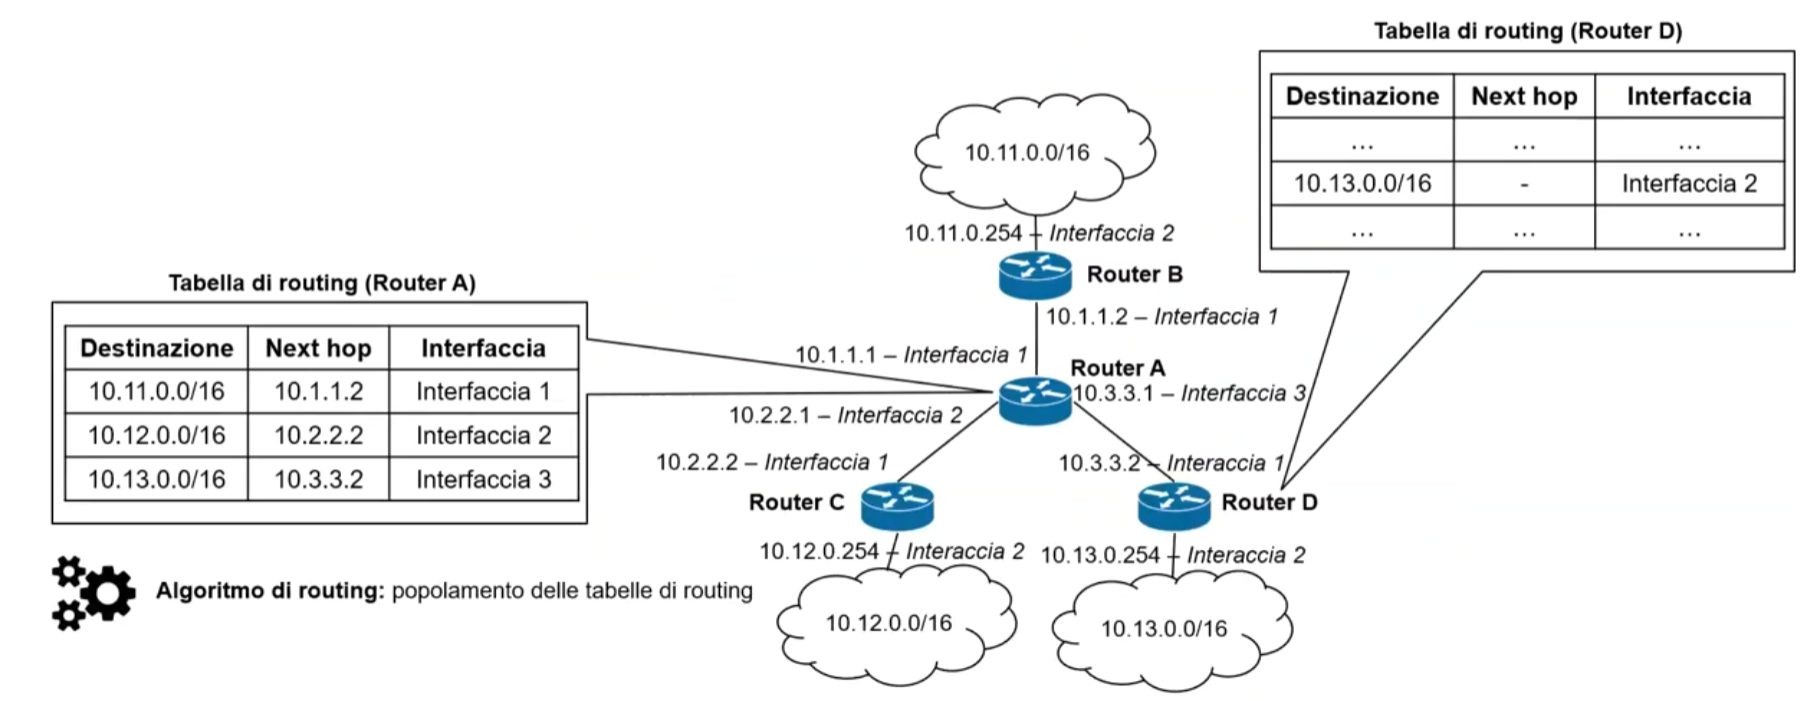 Tabella di routing (Router D)
Destinazione Next hop Interfaccia
... ... ...
10.13.0.0/16 - Interfaccia 2
... ... ...
10.11.0.0/16
10.11.0.254 – Interfaccia 2
Router B
10.1.1.2 – Interfaccia 1
Tabella di routing (Router A)
Destinazione Next hop Interfaccia
10.11.0.0/16 10.1.1.2 Interfaccia 1
10.12.0.0/16 10.2.2.2 Interfaccia 2
10.13.0.0/16 10.3.3.2 Interfaccia 3
10.1.1.1 – Interfaccia 1
Router A
10.3.3.1 – Interfaccia 3
10.2.2.1 – Interfaccia 2
10.2.2.2 – Interfaccia 1
10.3.3.2 – Interaccia 1
Router C
Router D
10.12.0.254 – Interaccia 2
10.13.0.254 – Interaccia 2
10.12.0.0/16
10.13.0.0/16
Algoritmo di routing: popolamento delle tabelle di routing